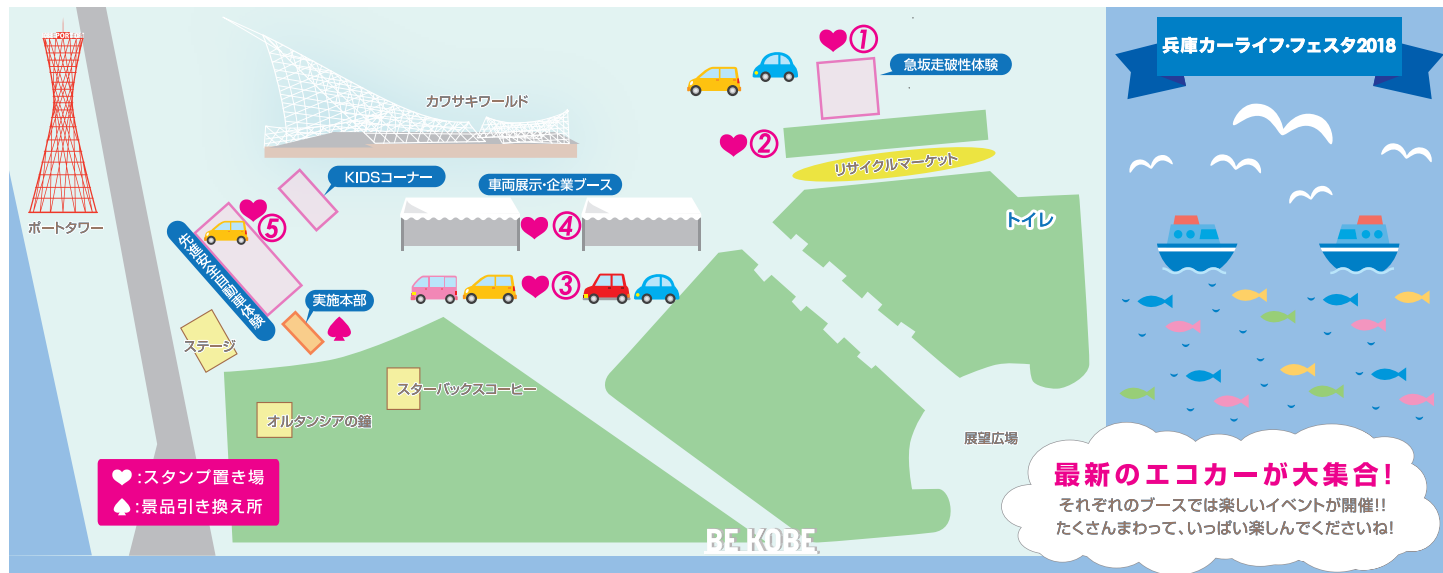 兵庫カーライフ・フェスタ2018
①
急坂走破性体験
②
リサイクルマーケット
カワサキワールド
KIDSコーナー
車両展示・企業ブース
④
⑤
③
ポートタワー
先進安全自動車体験
実施本部
ステージ
トイレ
スターバックスコーヒー
オルタンシアの鐘
展望広場
:スタンプ置き場
:景品引き換え所
BE KOBE
最新のエコカーが大集合!
それぞれのブースでは楽しいイベントが開催!!
たくさんまわって、いっぱい楽しんでくださいね!